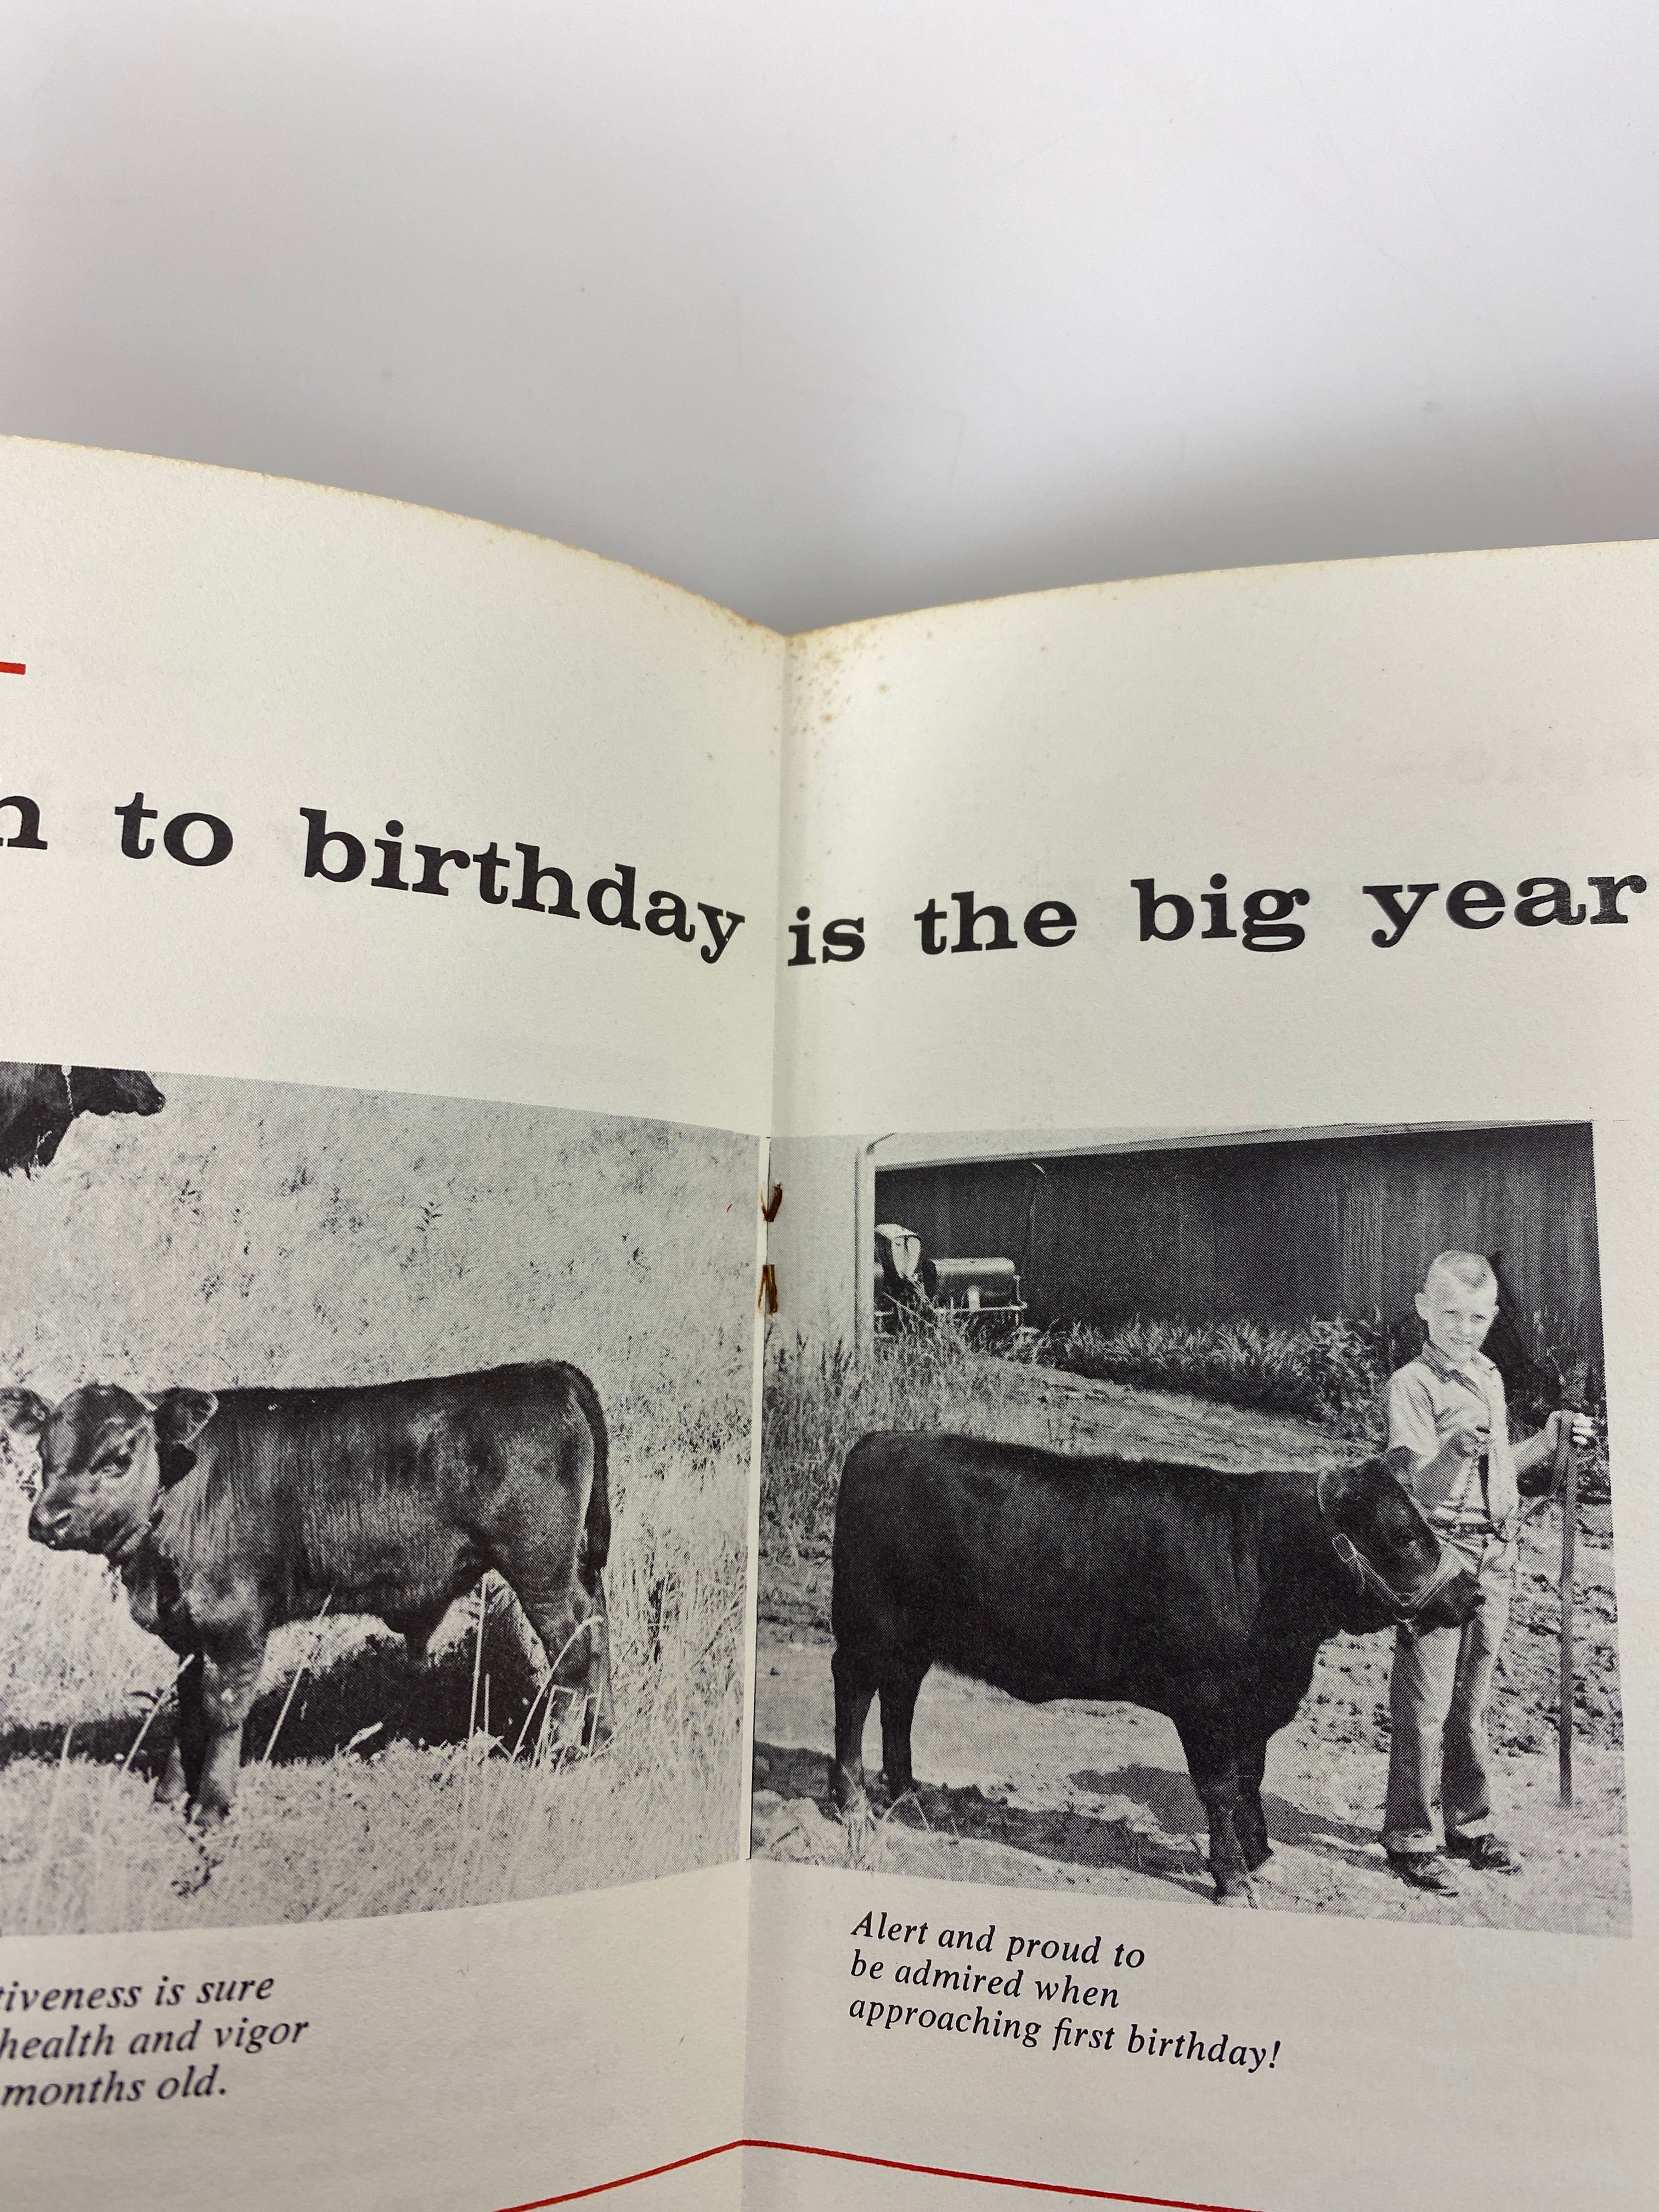 n to birthday is the big year
tiveness is sure
health and vigor
months old.
Alert and proud to
be admired when
approaching first birthday!